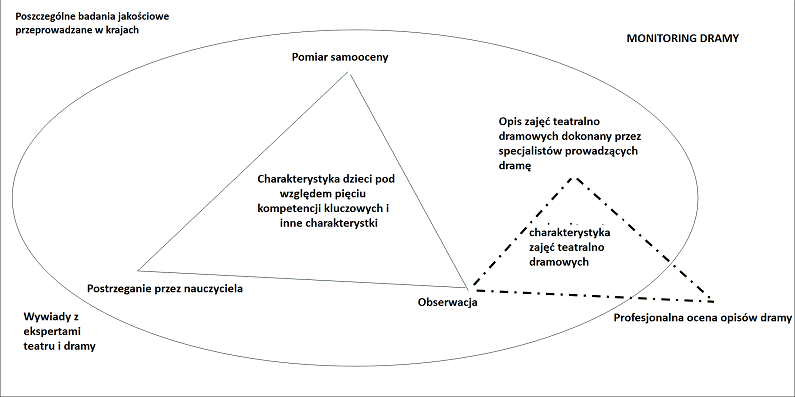 Poszczególne badania jakościowe
przeprowadzane w krajach
MONITORING DRAMY
Pomiar samooceny
Opis zajęć teatralno
dramowych dokonany przez
specjalistów prowadzących
dramę
Charakterystyka dzieci pod
względem pięciu
kompetencji kluczowych i
inne charakterstki
charakterystyka
zajęć teatralno
dramowych
Postrzeganie przez nauczyciela
Obserwacja
Wywiady z
ekspertami
teatru i dramy
Profesjonalna ocena opisów dramy